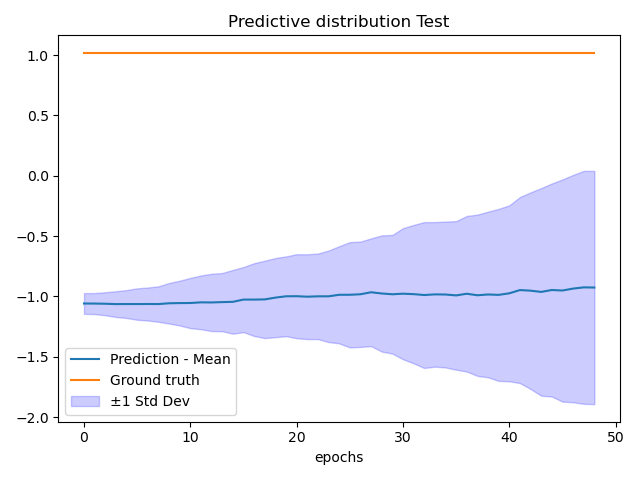 Predictive distribution Test
1.0
0.5
0.0
−0.5
−1.0
−1.5
−2.0
Prediction - Mean
Ground truth
±1 Std Dev
0 10 20 30 40 50
epochs